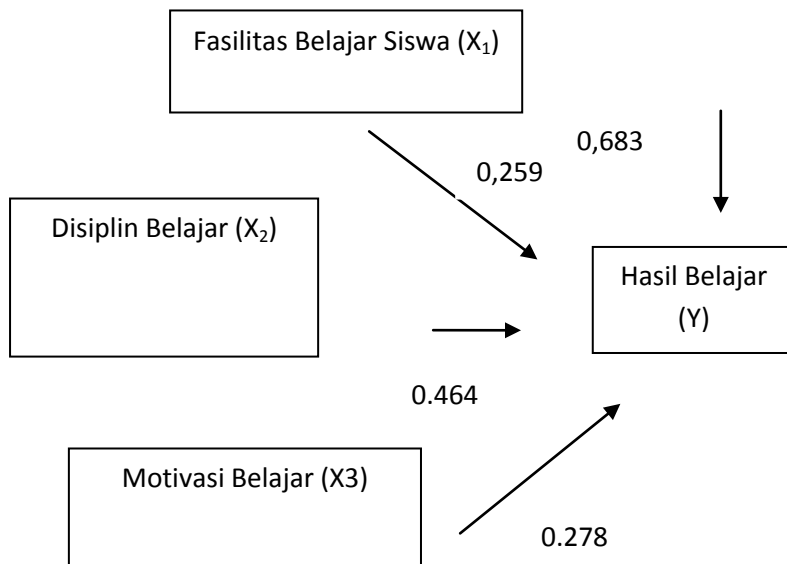 Fasilitas Belajar Siswa (X₁)
0,683
0,259
Disiplin Belajar (X₂)
Hasil Belajar
(Y)
0.464
Motivasi Belajar (X3)
0.278